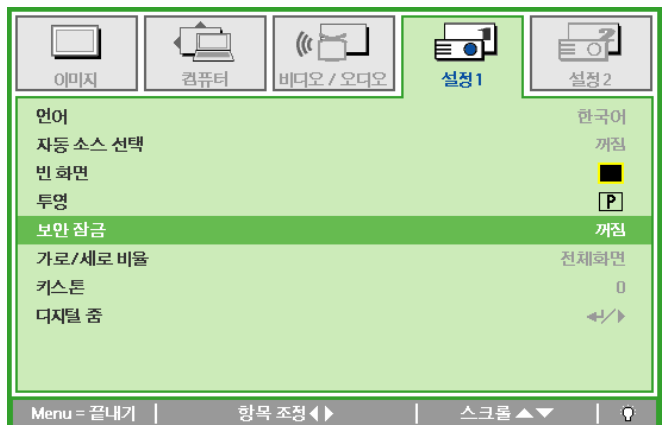 이미지 컴퓨터 비디오 / 오디오 설정 1 설정 2
언어 한국어
자동 소스 선택 꺼짐
빈 화면
투영 P
보안 잠금 꺼짐
가로/세로 비율 전체화면
키스톤 0
디지털 줌 ↵/▶
Menu = 끝내기 | 항목 조정 ◀ ▶ | 스크롤 ▲ ▼ |